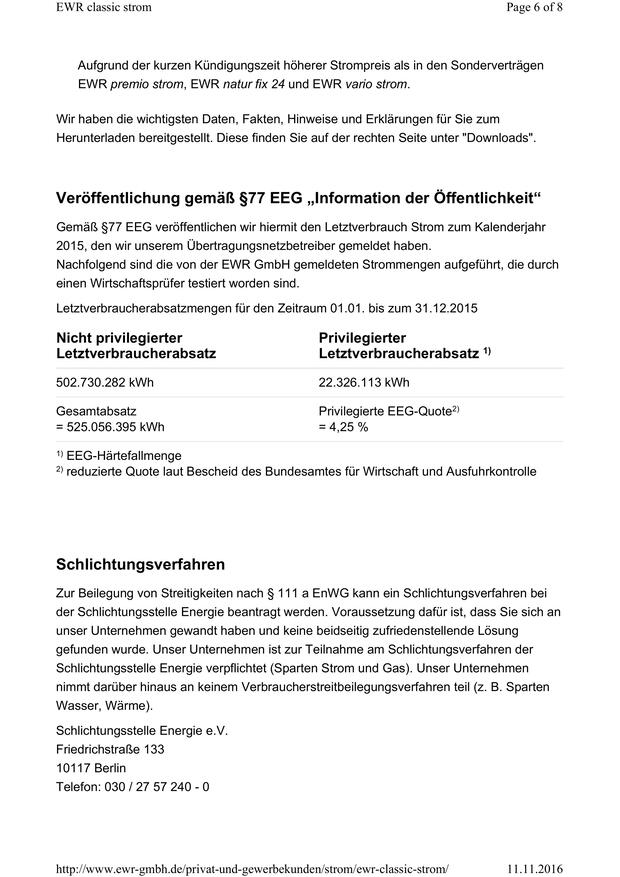 EWR classic strom Page 6 of 8
Aufgrund der kurzen Kündigungszeit höherer Strompreis als in den Sonderverträgen
EWR premio strom, EWR natur fix 24 und EWR vario strom.
Wir haben die wichtigsten Daten, Fakten, Hinweise und Erklärungen für Sie zum
Herunterladen bereitgestellt. Diese finden Sie auf der rechten Seite unter "Downloads".
Veröffentlichung gemäß §77 EEG „Information der Öffentlichkeit“
Gemäß §77 EEG veröffentlichen wir hiermit den Letztverbrauch Strom zum Kalenderjahr
2015, den wir unserem Übertragungsnetzbetreiber gemeldet haben.
Nachfolgend sind die von der EWR GmbH gemeldeten Strommengen aufgeführt, die durch
einen Wirtschaftsprüfer testiert worden sind.
Letztverbraucherabsatzmengen für den Zeitraum 01.01. bis zum 31.12.2015
Nicht privilegierter Privilegierter
Letztverbraucherabsatz Letztverbraucherabsatz 1)
502.730.282 kWh 22.326.113 kWh
Gesamtabsatz Privilegierte EEG-Quote2)
= 525.056.395 kWh = 4,25 %
1) EEG-Härtefallmenge
2) reduzierte Quote laut Bescheid des Bundesamtes für Wirtschaft und Ausfuhrkontrolle
Schlichtungsverfahren
Zur Beilegung von Streitigkeiten nach § 111 a EnWG kann ein Schlichtungsverfahren bei
der Schlichtungsstelle Energie beantragt werden. Voraussetzung dafür ist, dass Sie sich an
unser Unternehmen gewandt haben und keine beidseitig zufriedenstellende Lösung
gefunden wurde. Unser Unternehmen ist zur Teilnahme am Schlichtungsverfahren der
Schlichtungsstelle Energie verpflichtet (Sparten Strom und Gas). Unser Unternehmen
nimmt darüber hinaus an keinem Verbraucherstreitbeilegungsverfahren teil (z. B. Sparten
Wasser, Wärme).
Schlichtungsstelle Energie e.V.
Friedrichstraße 133
10117 Berlin
Telefon: 030 / 27 57 240 - 0
http://www.ewr-gmbh.de/privat-und-gewerbekunden/strom/ewr-classic-strom/ 11.11.2016